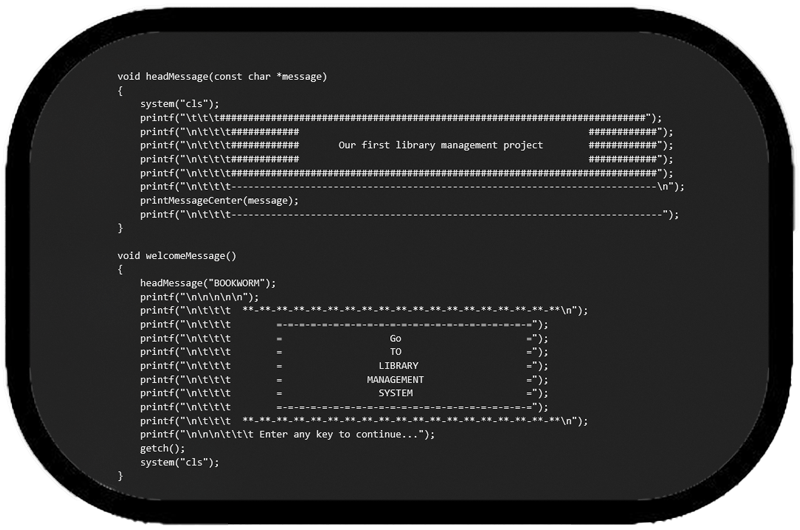 void headMessage(const char *message)
{
    system("cls");
    printf("\t\t\t###########################################################################");
    printf("\n\t\t\t############                                                   ############");
    printf("\n\t\t\t############       Our first library management project        ############");
    printf("\n\t\t\t############                                                   ############");
    printf("\n\t\t\t###########################################################################");
    printf("\n\t\t\t---------------------------------------------------------------------------\n");
    printMessageCenter(message);
    printf("\n\t\t\t----------------------------------------------------------------------------");
}
void welcomeMessage()
{
    headMessage("BOOKWORM");
    printf("\n\n\n\n\n");
    printf("\n\t\t\t  **-**-**-**-**-**-**-**-**-**-**-**-**-**-**-**-**-**-**\n");
    printf("\n\t\t\t        =-=-=-=-=-=-=-=-=-=-=-=-=-=-=-=-=-=-=-=-=-=-=");
    printf("\n\t\t\t        =                   Go                      =");
    printf("\n\t\t\t        =                   TO                      =");
    printf("\n\t\t\t        =                 LIBRARY                   =");
    printf("\n\t\t\t        =               MANAGEMENT                  =");
    printf("\n\t\t\t        =                 SYSTEM                    =");
    printf("\n\t\t\t        =-=-=-=-=-=-=-=-=-=-=-=-=-=-=-=-=-=-=-=-=-=-=");
    printf("\n\t\t\t  **-**-**-**-**-**-**-**-**-**-**-**-**-**-**-**-**-**-**\n");
    printf("\n\n\n\t\t\t Enter any key to continue...");
    getch();
    system("cls");
}